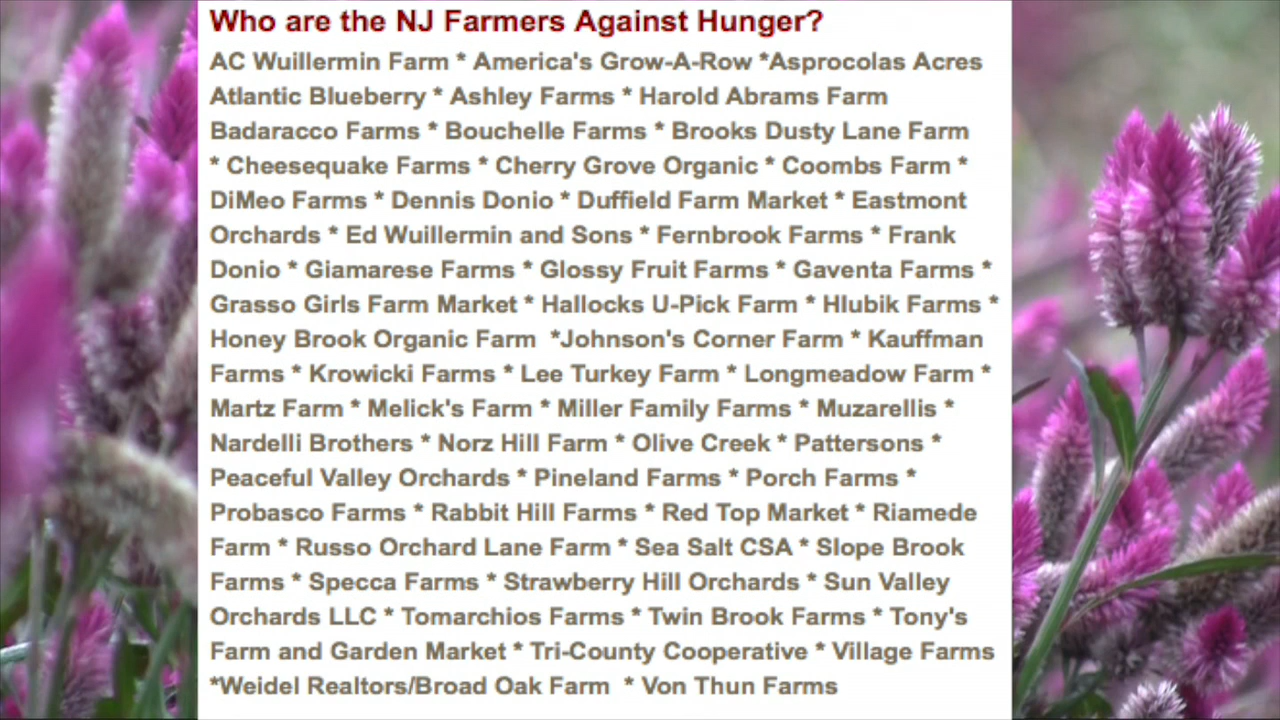 Who are the NJ Farmers Against Hunger?
AC Wuillermin Farm * America's Grow-A-Row *Asprocolas Acres
Atlantic Blueberry * Ashley Farms * Harold Abrams Farm
Badaracco Farms * Bouchelle Farms * Brooks Dusty Lane Farm
* Cheesequake Farms * Cherry Grove Organic * Coombs Farm *
DiMeo Farms * Dennis Donio * Duffield Farm Market * Eastmont
Orchards * Ed Wuillermin and Sons * Fernbrook Farms * Frank
Donio * Giamarese Farms * Glossy Fruit Farms * Gaventa Farms *
Grasso Girls Farm Market * Hallocks U-Pick Farm * Hlubik Farms *
Honey Brook Organic Farm  *Johnson's Corner Farm * Kauffman
Farms * Krowicki Farms * Lee Turkey Farm * Longmeadow Farm *
Martz Farm * Melick's Farm * Miller Family Farms * Muzarellis *
Nardelli Brothers * Norz Hill Farm * Olive Creek * Pattersons *
Peaceful Valley Orchards * Pineland Farms * Porch Farms *
Probasco Farms * Rabbit Hill Farms * Red Top Market * Riamede
Farm * Russo Orchard Lane Farm * Sea Salt CSA * Slope Brook
Farms * Specca Farms * Strawberry Hill Orchards * Sun Valley
Orchards LLC * Tomarchios Farms * Twin Brook Farms * Tony's
Farm and Garden Market * Tri-County Cooperative * Village Farms
*Weidel Realtors/Broad Oak Farm  * Von Thun Farms